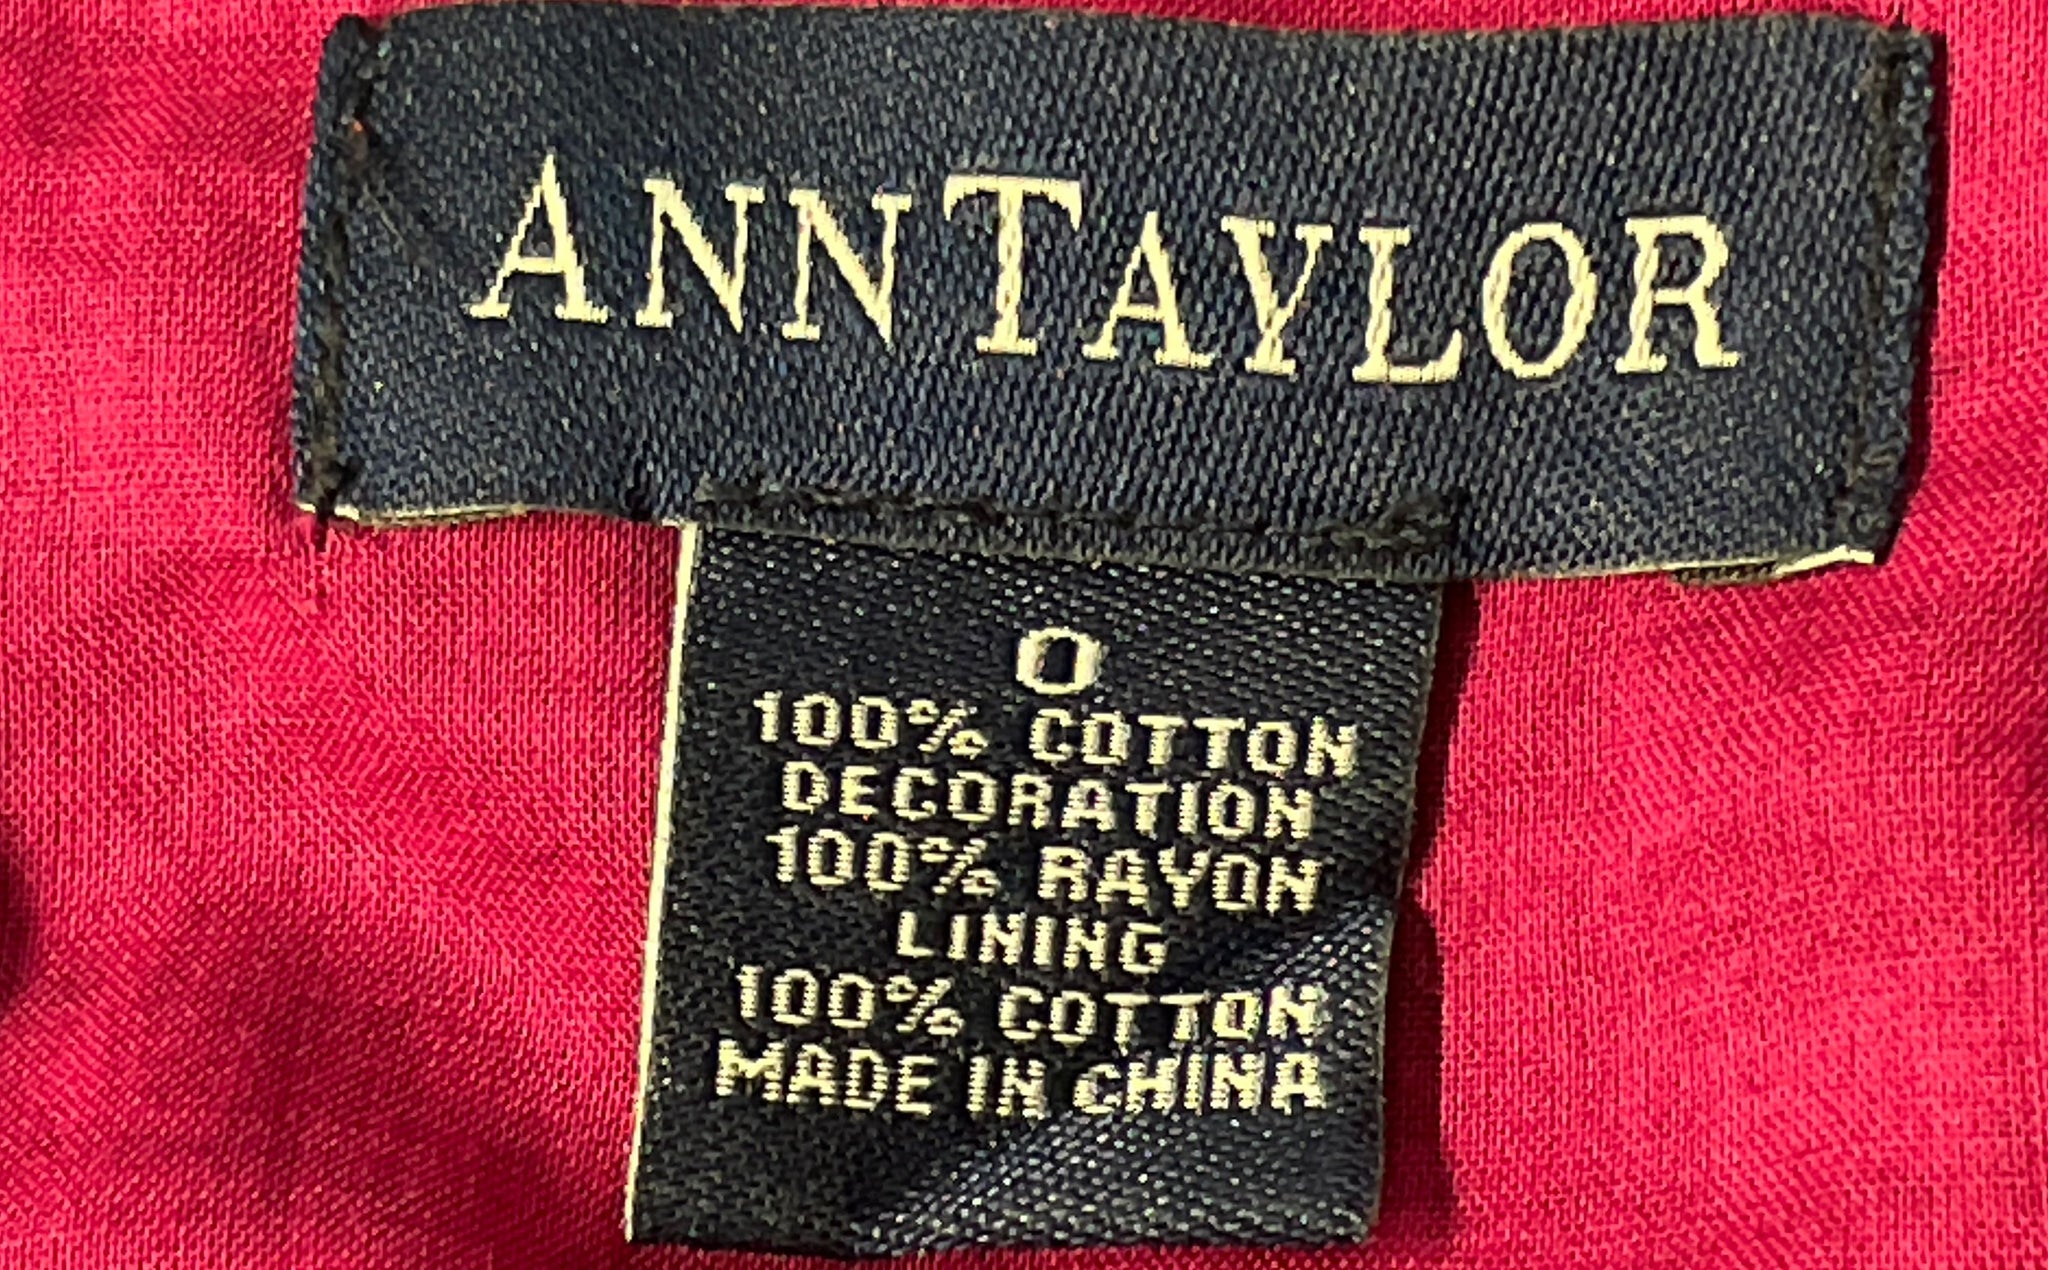 ANNTAYLOR
0
100% COTTON
DECORATION
100% RAYON
LINING
100% COTTON
MADE IN CHINA